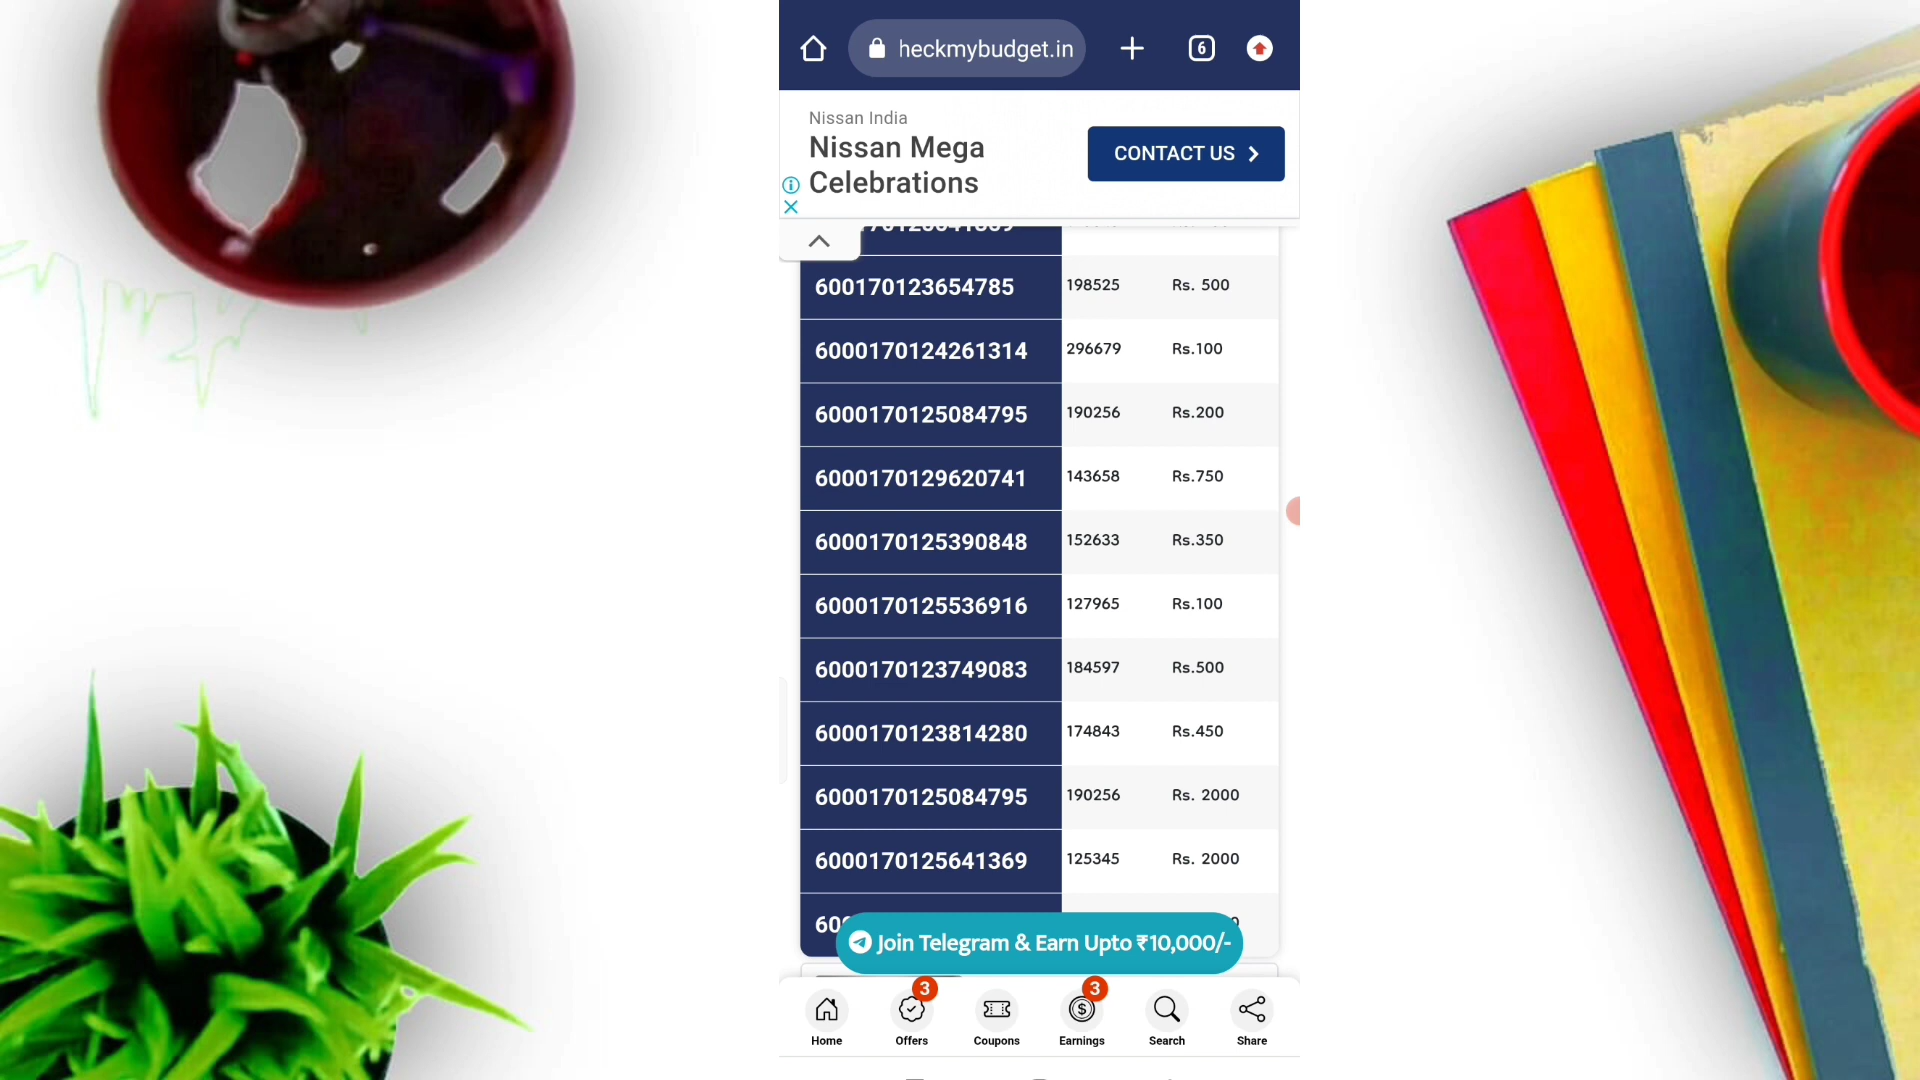 heckmybudget.in
6
Nissan India
Nissan Mega
Celebrations
CONTACT US
600170123654785 198525 Rs. 500
6000170124261314 296679 Rs.100
6000170125084795 190256 Rs.200
6000170129620741 143658 Rs.750
6000170125390848 152633 Rs.350
6000170125536916 127965 Rs.100
6000170123749083 184597 Rs.500
6000170123814280 174843 Rs.450
6000170125084795 190256 Rs. 2000
6000170125641369 125345 Rs. 2000
Join Telegram & Earn Upto ₹10,000/-
3 3
Home Offers Coupons Earnings Search Share